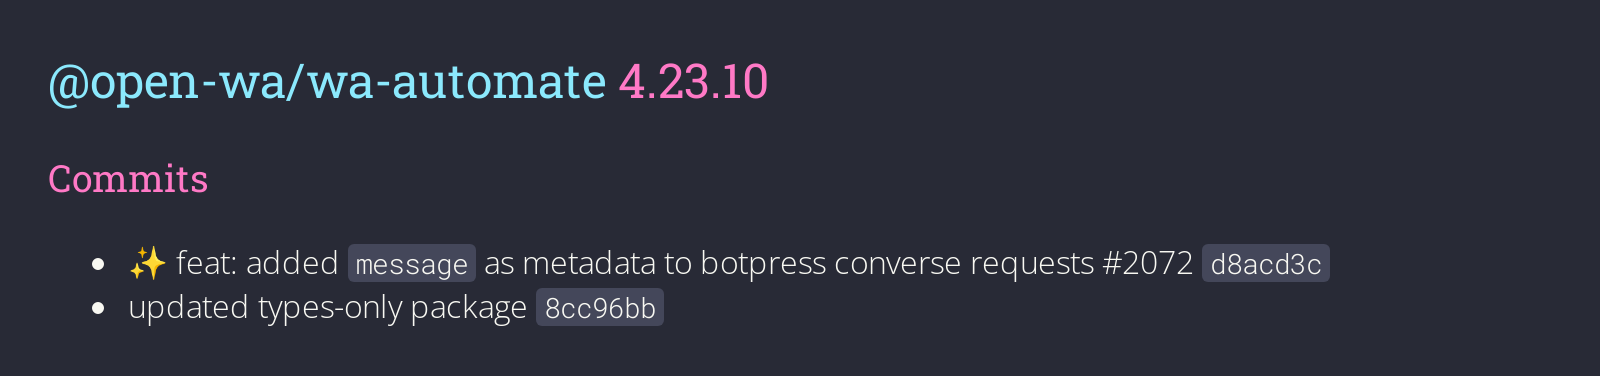 @open-wa/wa-automate 4.23.10
Commits
✨ feat: added message as metadata to botpress converse requests #2072 d8acd3c
updated types-only package 8cc96bb